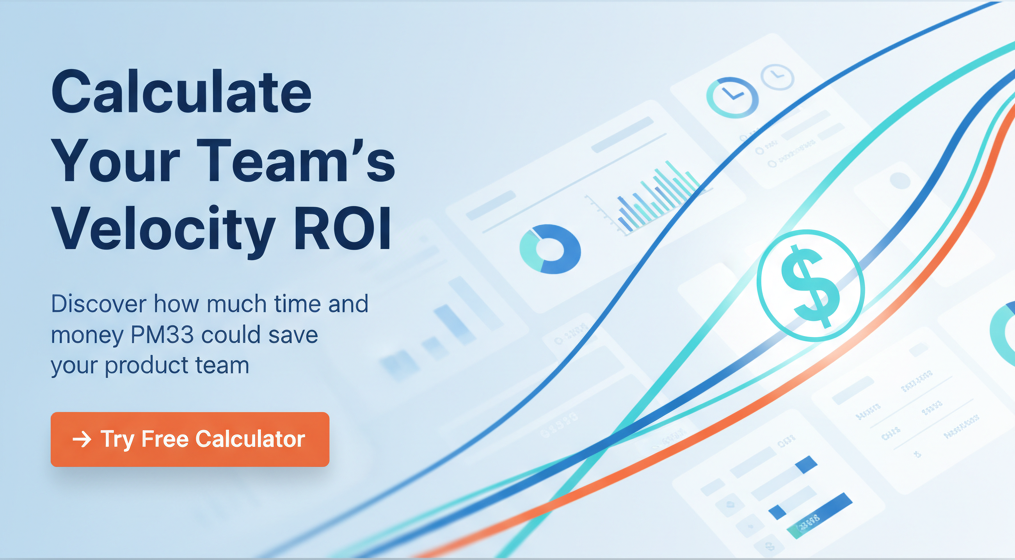 Calculate
Your Team’s
Velocity ROI
Discover how much time and
money PM33 could save
your product team
→ Try Free Calculator
$